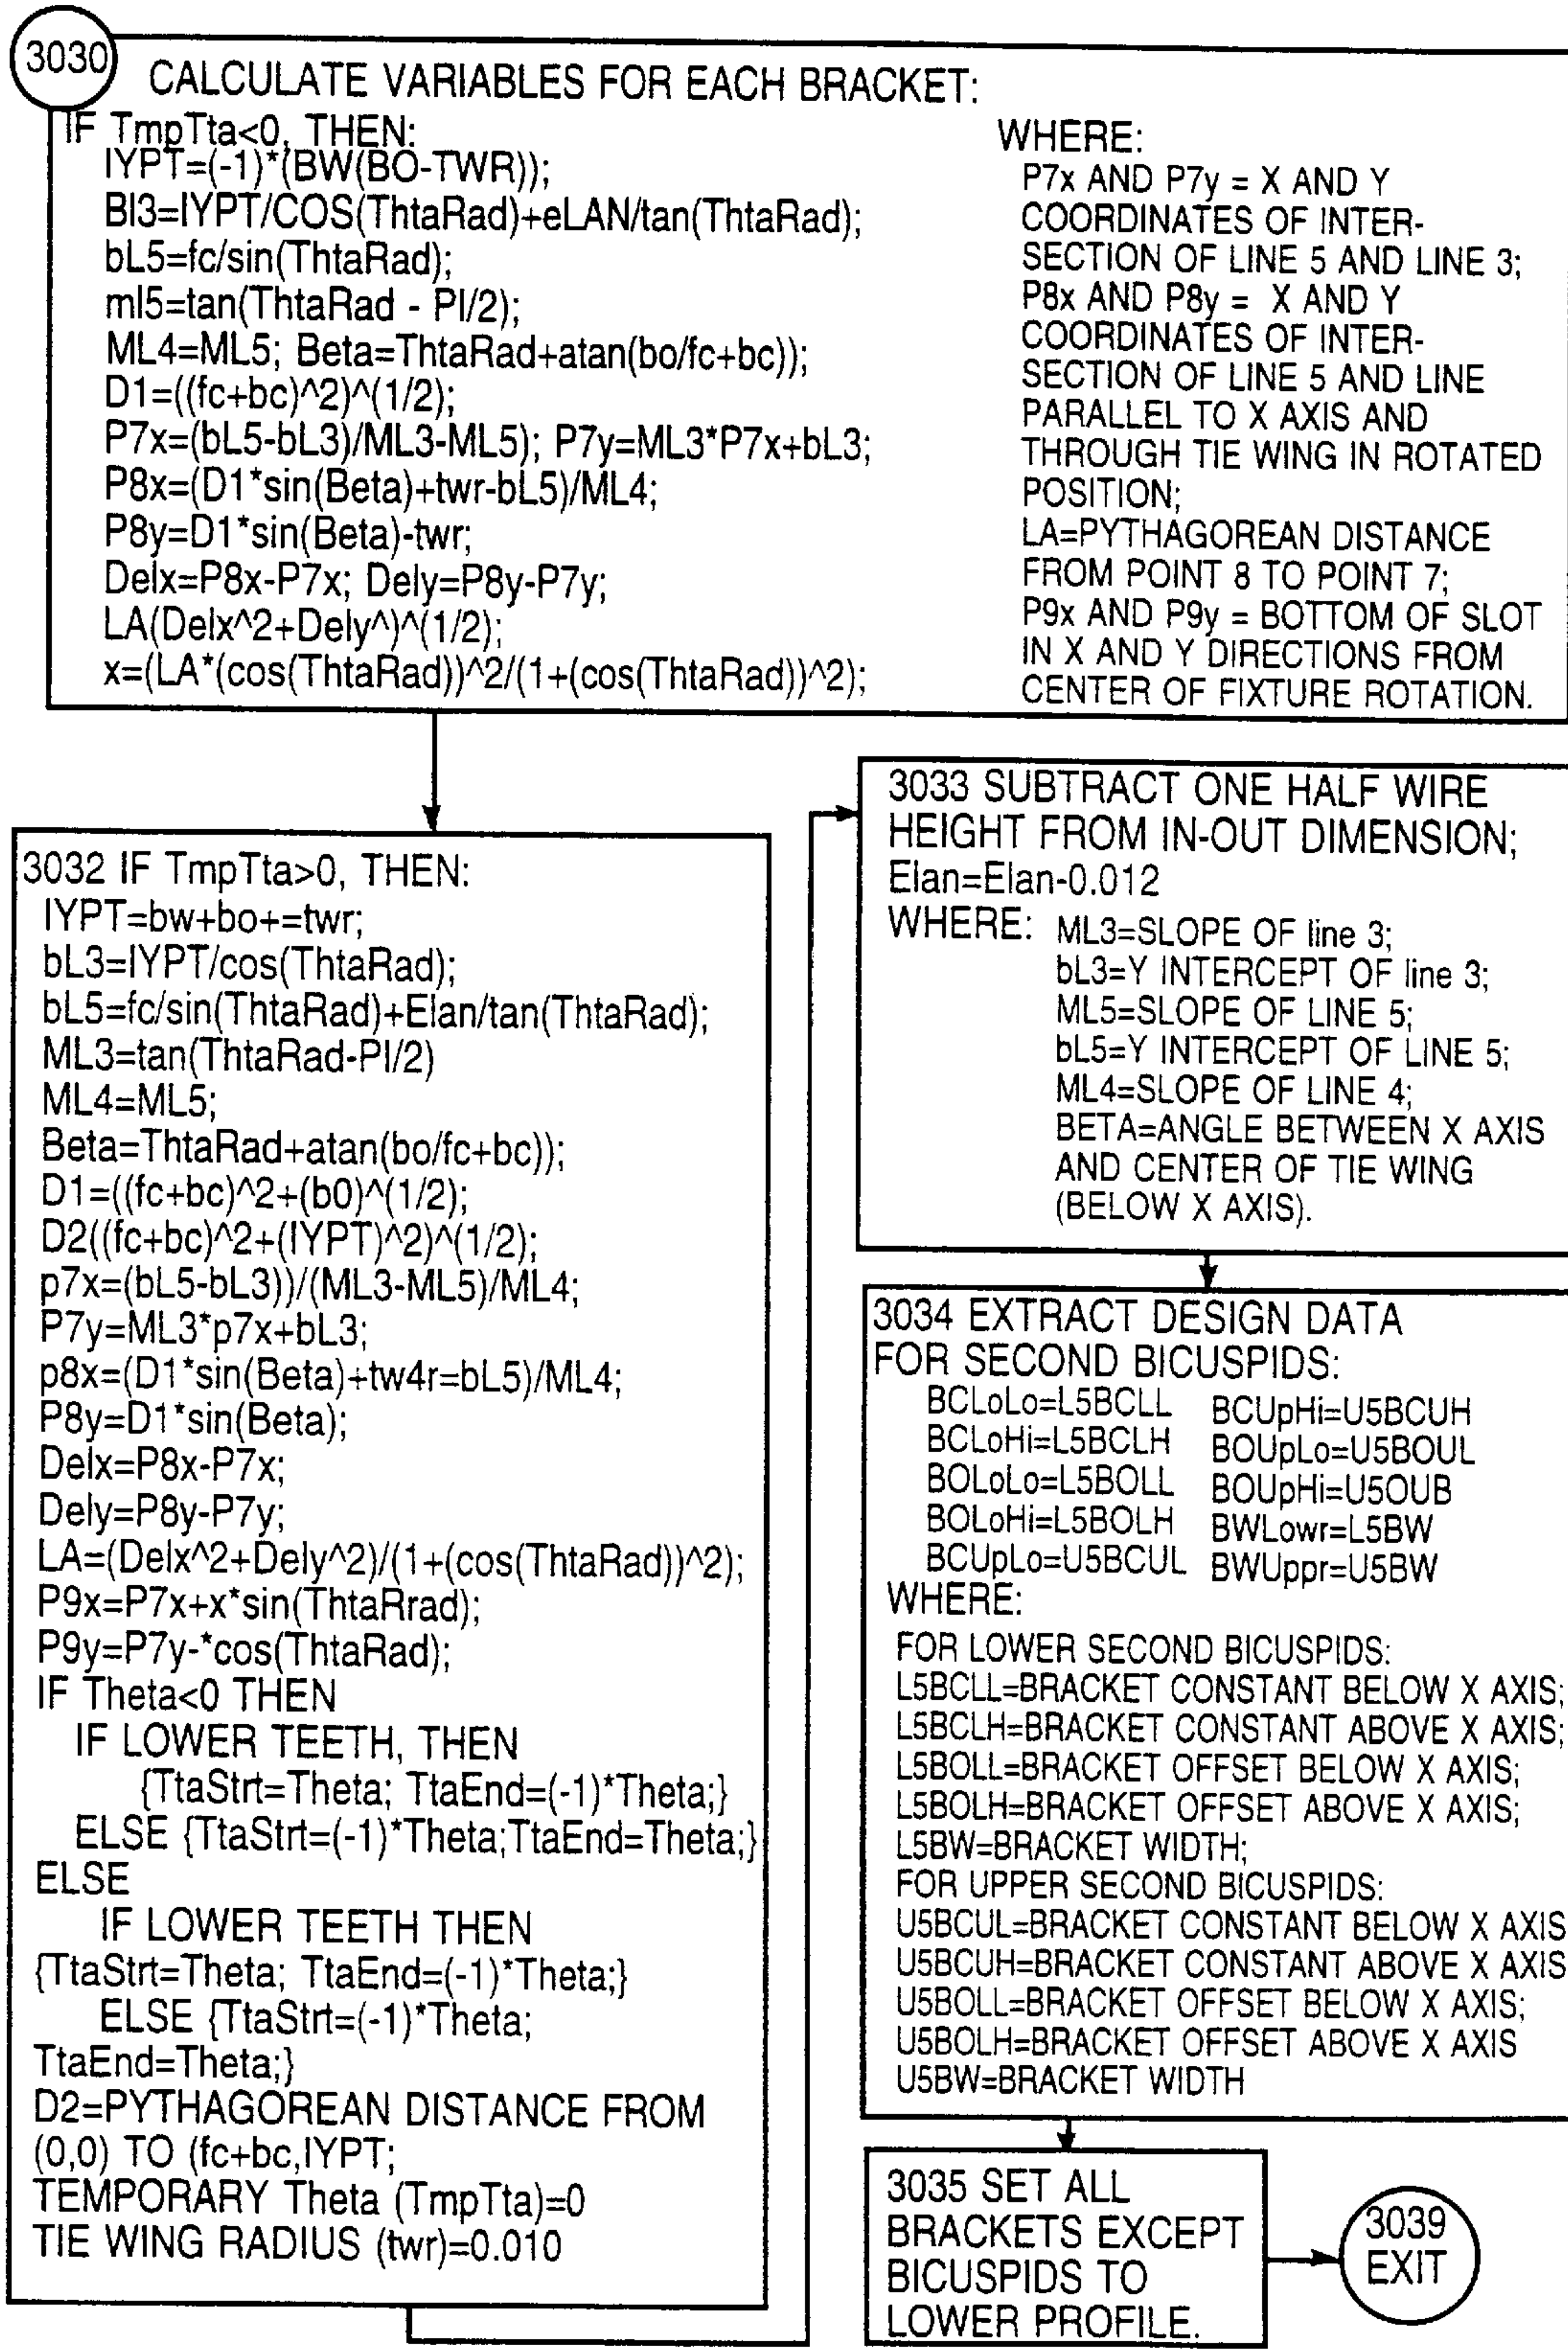 3030
CALCULATE VARIABLES FOR EACH BRACKET:
IF TmpTta<0, THEN:
IYPT=(-1)*(BW(BO-TWR));
BI3=IYPT/COS(ThtaRad)+eLAN/tan(ThtaRad);
bL5=fc/sin(ThtaRad);
ml5=tan(ThtaRad - PI/2);
ML4=ML5; Beta=ThtaRad+atan(bo/fc+bc));
D1=((fc+bc)^2)^(1/2);
P7x=(bL5-bL3)/ML3-ML5); P7y=ML3*P7x+bL3;
P8x=(D1*sin(Beta)+twr-bL5)/ML4;
P8y=D1*sin(Beta)-twr;
Delx=P8x-P7x; Dely=P8y-P7y;
LA(Delx^2+Dely^)^(1/2);
x=(LA*(cos(ThtaRad))^2/(1+(cos(ThtaRad))^2);
WHERE:
P7x AND P7y = X AND Y
COORDINATES OF INTER-
SECTION OF LINE 5 AND LINE 3;
P8x AND P8y = X AND Y
COORDINATES OF INTER-
SECTION OF LINE 5 AND LINE
PARALLEL TO X AXIS AND
THROUGH TIE WING IN ROTATED
POSITION;
LA=PYTHAGOREAN DISTANCE
FROM POINT 8 TO POINT 7;
P9x AND P9y = BOTTOM OF SLOT
IN X AND Y DIRECTIONS FROM
CENTER OF FIXTURE ROTATION.
3032 IF TmpTta>0, THEN:
IYPT=bw+bo+=twr;
bL3=IYPT/cos(ThtaRad);
bL5=fc/sin(ThtaRad)+Elan/tan(ThtaRad);
ML3=tan(ThtaRad-PI/2)
ML4=ML5;
Beta=ThtaRad+atan(bo/fc+bc));
D1=((fc+bc)^2+(b0)^(1/2);
D2((fc+bc)^2+(IYPT)^2)^(1/2);
p7x=(bL5-bL3))/(ML3-ML5)/ML4;
P7y=ML3*p7x+bL3;
p8x=(D1*sin(Beta)+tw4r=bL5)/ML4;
P8y=D1*sin(Beta);
Delx=P8x-P7x;
Dely=P8y-P7y;
LA=(Delx^2+Dely^2)/(1+(cos(ThtaRad))^2);
P9x=P7x+x*sin(ThtaRrad);
P9y=P7y-*cos(ThtaRad);
IF Theta<0 THEN
IF LOWER TEETH, THEN
{TtaStrt=Theta; TtaEnd=(-1)*Theta;}
ELSE {TtaStrt=(-1)*Theta;TtaEnd=Theta;}
ELSE
IF LOWER TEETH THEN
{TtaStrt=Theta; TtaEnd=(-1)*Theta;}
ELSE {TtaStrt=(-1)*Theta;
TtaEnd=Theta;}
D2=PYTHAGOREAN DISTANCE FROM
(0,0) TO (fc+bc,IYPT;
TEMPORARY Theta (TmpTta)=0
TIE WING RADIUS (twr)=0.010
3033 SUBTRACT ONE HALF WIRE
HEIGHT FROM IN-OUT DIMENSION;
Elan=Elan-0.012
WHERE: ML3=SLOPE OF line 3;
bL3=Y INTERCEPT OF line 3;
ML5=SLOPE OF LINE 5;
bL5=Y INTERCEPT OF LINE 5;
ML4=SLOPE OF LINE 4;
BETA=ANGLE BETWEEN X AXIS
AND CENTER OF TIE WING
(BELOW X AXIS).
3034 EXTRACT DESIGN DATA
FOR SECOND BICUSPIDS:
BCLoLo=L5BCLL BCUpHi=U5BCUH
BCLoHi=L5BCLH BOUpLo=U5BOUL
BOLoLo=L5BOLL BOUpHi=U5OUB
BOLoHi=L5BOLH BWLowr=L5BW
BCUpLo=U5BCUL BWUppr=U5BW
WHERE:
FOR LOWER SECOND BICUSPIDS:
L5BCLL=BRACKET CONSTANT BELOW X AXIS;
L5BCLH=BRACKET CONSTANT ABOVE X AXIS;
L5BOLL=BRACKET OFFSET BELOW X AXIS;
L5BOLH=BRACKET OFFSET ABOVE X AXIS;
L5BW=BRACKET WIDTH;
FOR UPPER SECOND BICUSPIDS:
U5BCUL=BRACKET CONSTANT BELOW X AXIS
U5BCUH=BRACKET CONSTANT ABOVE X AXIS
U5BOLL=BRACKET OFFSET BELOW X AXIS;
U5BOLH=BRACKET OFFSET ABOVE X AXIS
U5BW=BRACKET WIDTH
3035 SET ALL
BRACKETS EXCEPT
BICUSPIDS TO
LOWER PROFILE.
3039
EXIT